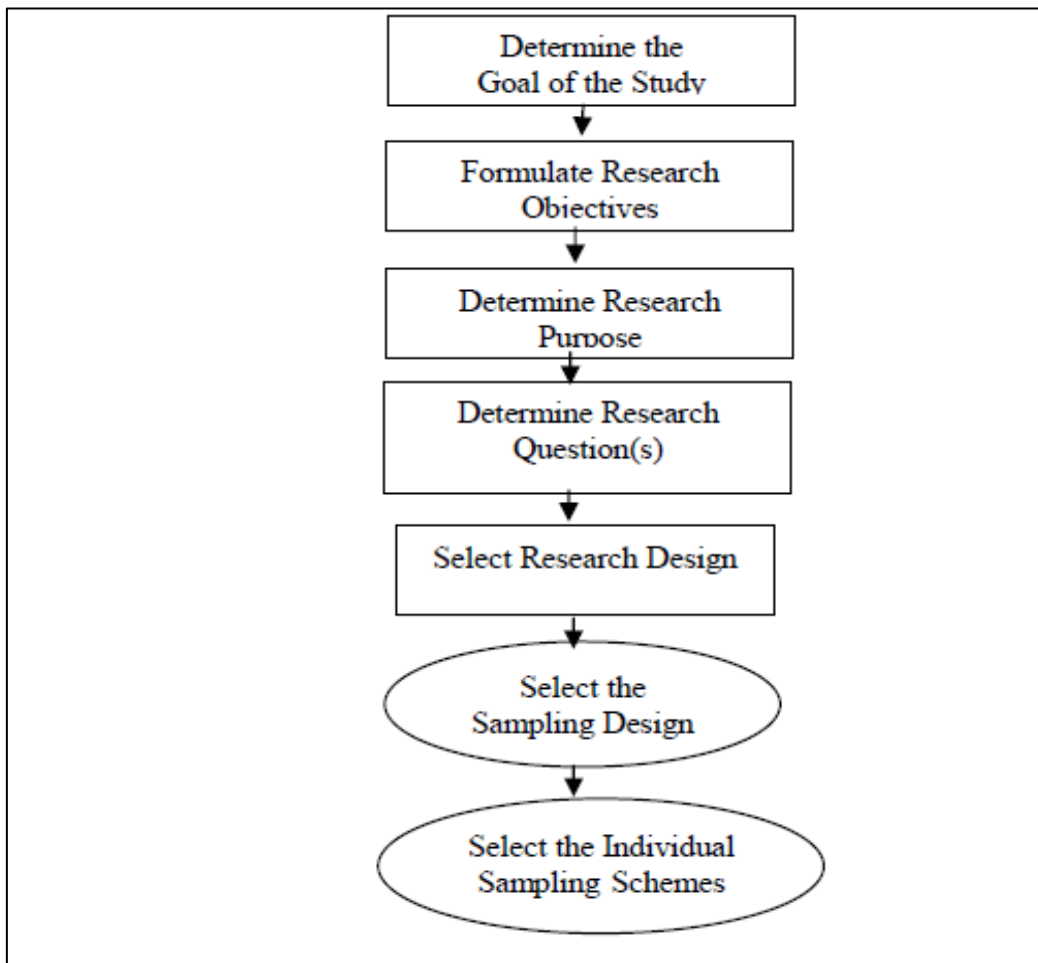 Determine the
Goal of the Study
Formulate Research
Objectives
Determine Research
Purpose
Determine Research
Question(s)
Select Research Design
Select the
Sampling Design
Select the Individual
Sampling Schemes